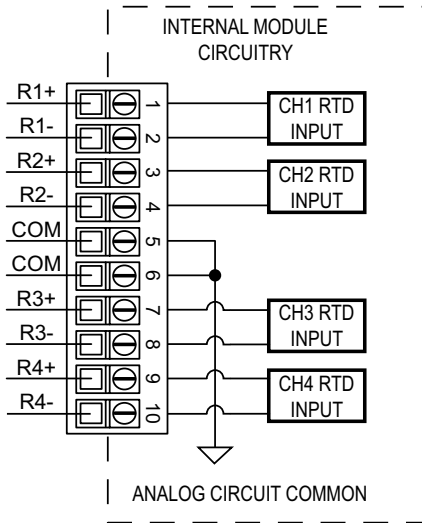 INTERNAL MODULE
CIRCUITRY
R1+ 1
R1- 2
CH1 RTD
INPUT
R2+ 3
R2- 4
CH2 RTD
INPUT
COM 5
COM 6
R3+ 7
R3- 8
CH3 RTD
INPUT
R4+ 9
R4- 10
CH4 RTD
INPUT
ANALOG CIRCUIT COMMON